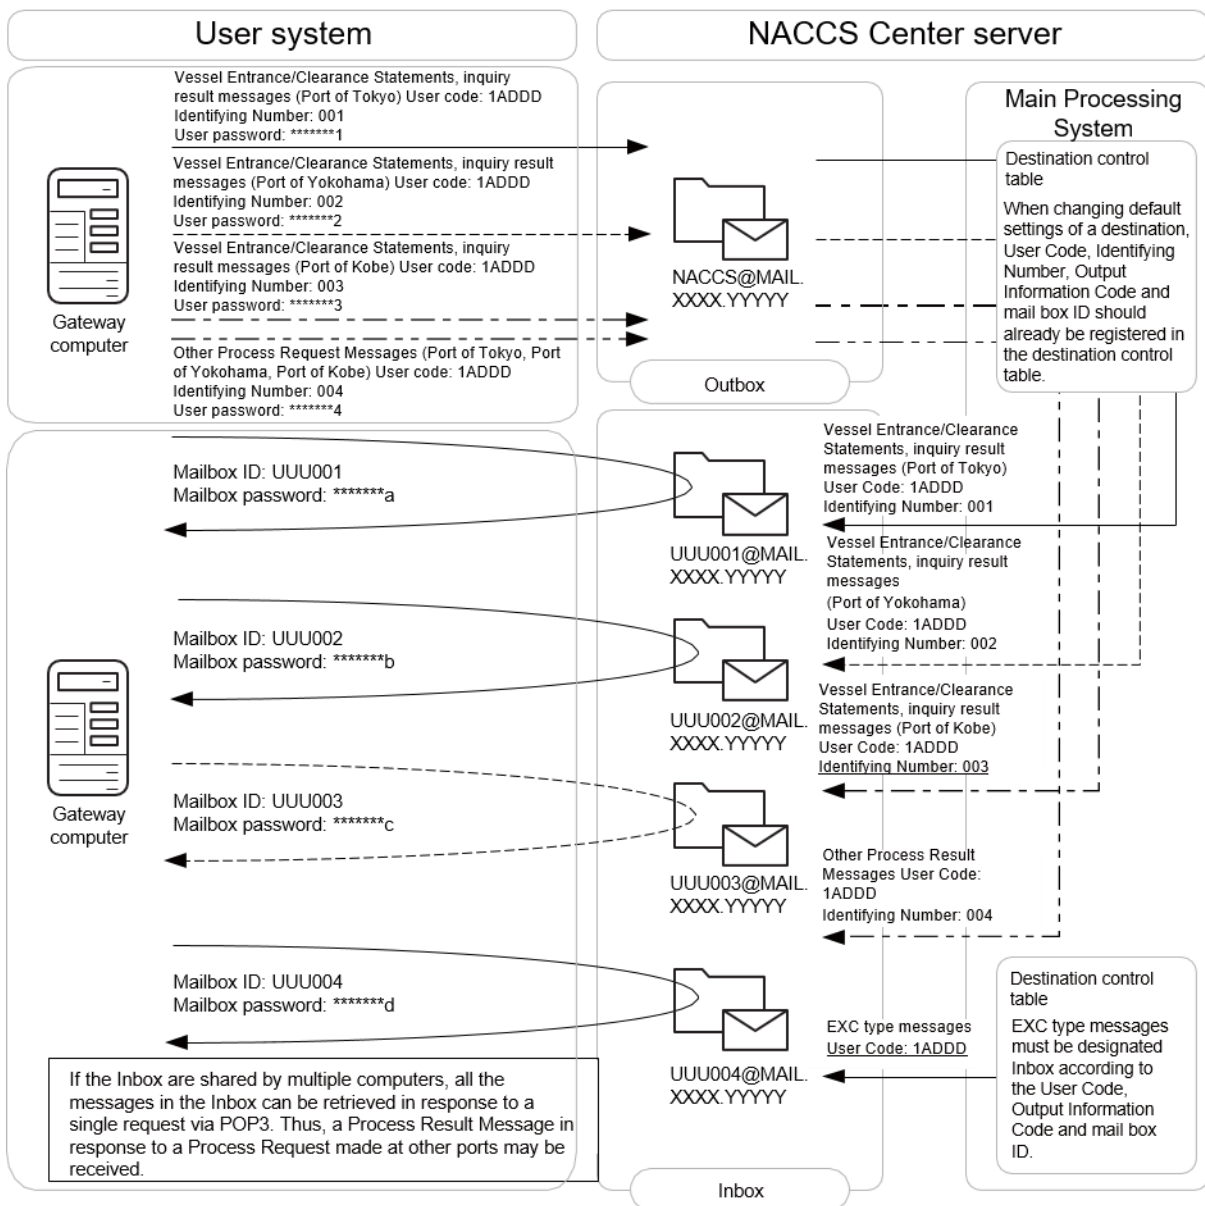 User system
NACCS Center server
Vessel Entrance/Clearance Statements, inquiry
result messages (Port of Tokyo) User code: 1ADDD
Identifying Number: 001
User password: *******1
Vessel Entrance/Clearance Statements, inquiry result
messages (Port of Yokohama) User code: 1ADDD
Identifying Number: 002
User password: *******2
Vessel Entrance/Clearance Statements, inquiry
result messages (Port of Kobe) User code: 1ADDD
Identifying Number: 003
User password: *******3
Other Process Request Messages (Port of Tokyo, Port
of Yokohama, Port of Kobe) User code: 1ADDD
Identifying Number: 004
User password: *******4
Gateway
computer
NACCS@MAIL.
XXXX.YYYYY
Outbox
Main Processing
System
Destination control
table
When changing default
settings of a destination,
User Code, Identifying
Number, Output
Information Code and
mail box ID should
already be registered in
the destination control
table.
Mailbox ID: UUU001
Mailbox password: *******a
UUU001@MAIL.
XXXX.YYYYY
Vessel Entrance/Clearance
Statements, inquiry result
messages (Port of Tokyo)
User Code: 1ADDD
Identifying Number: 001
Mailbox ID: UUU002
Mailbox password: *******b
UUU002@MAIL.
XXXX.YYYYY
Vessel Entrance/Clearance
Statements, inquiry result
messages
(Port of Yokohama)
User Code: 1ADDD
Identifying Number: 002
Gateway
computer
Mailbox ID: UUU003
Mailbox password: *******c
UUU003@MAIL.
XXXX.YYYYY
Vessel Entrance/Clearance
Statements, inquiry result
messages (Port of Kobe)
User Code: 1ADDD
Identifying Number: 003
Other Process Result
Messages User Code:
1ADDD
Identifying Number: 004
Mailbox ID: UUU004
Mailbox password: *******d
UUU004@MAIL.
XXXX.YYYYY
EXC type messages
User Code: 1ADDD
Destination control
table
EXC type messages
must be designated
Inbox according to
the User Code,
Output Information
Code and mail box
ID.
If the Inbox are shared by multiple computers, all the
messages in the Inbox can be retrieved in response to a
single request via POP3. Thus, a Process Result Message in
response to a Process Request made at other ports may be
received.
Inbox